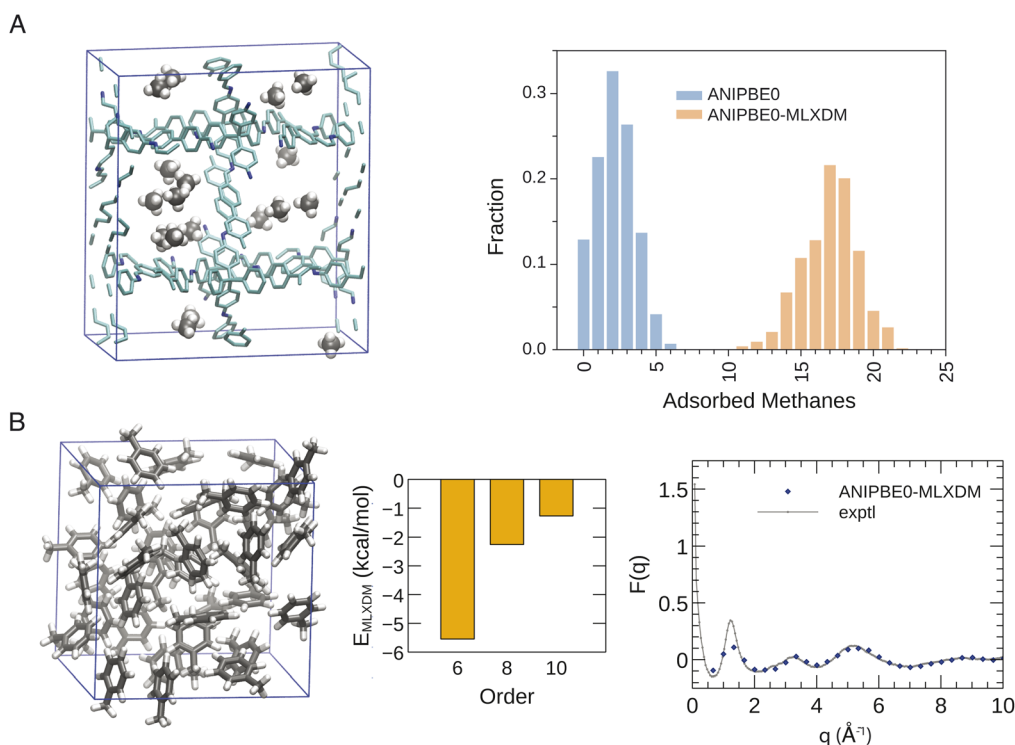 A
ANIPBE0
ANIPBE0-MLXDM
Fraction
0.3
0.2
0.1
0.0
0 5 10 15 20 25
Adsorbed Methanes
B
E_MLXDM (kcal/mol)
0
−1
−2
−3
−4
−5
−6
6 8 10
Order
ANIPBE0-MLXDM
exptl
F(q)
1.5
1
0.5
0
0 2 4 6 8 10
q (Å⁻¹)